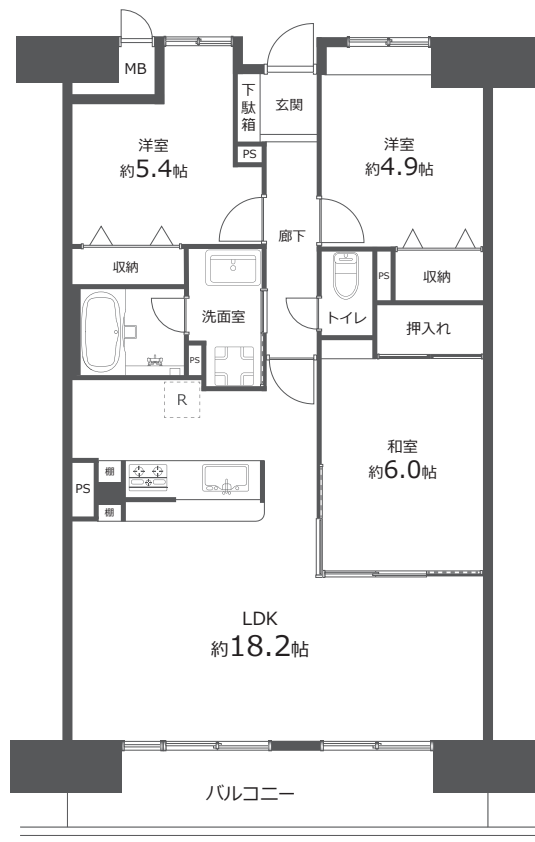 MB
下駄箱
玄関
洋室
約5.4帖
PS
洋室
約4.9帖
廊下
収納
洗面室
トイレ
PS
収納
押入れ
PS
R
和室
約6.0帖
棚
PS
棚
LDK
約18.2帖
バルコニー